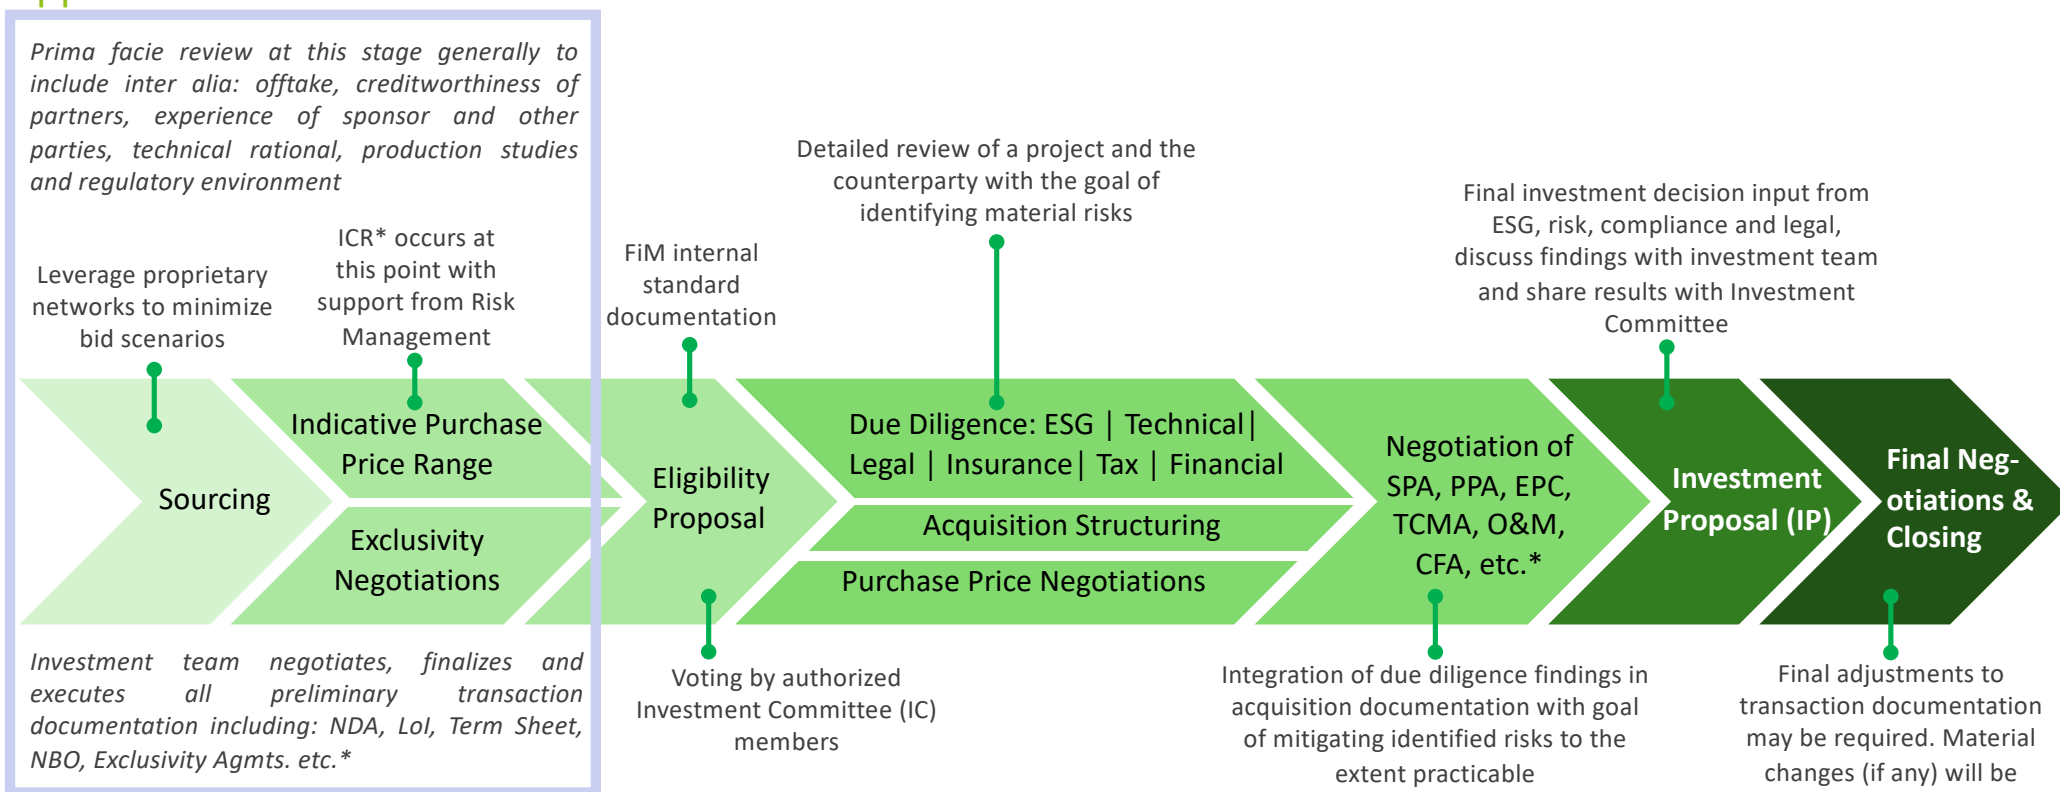 Prima facie review at this stage generally to
include inter alia: offtake, creditworthiness of
partners, experience of sponsor and other
parties, technical rational, production studies
and regulatory environment
Leverage proprietary
networks to minimize
bid scenarios
ICR* occurs at
this point with
support from Risk
Management
FiM internal
standard
documentation
Detailed review of a project and the
counterparty with the goal of
identifying material risks
Final investment decision input from
ESG, risk, compliance and legal,
discuss findings with investment team
and share results with Investment
Committee
Sourcing
Indicative Purchase
Price Range
Exclusivity
Negotiations
Eligibility
Proposal
Due Diligence: ESG | Technical|
Legal | Insurance| Tax | Financial
Acquisition Structuring
Purchase Price Negotiations
Negotiation of
SPA, PPA, EPC,
TCMA, O&M,
CFA, etc.*
Investment
Proposal (IP)
Final Neg-
otiations &
Closing
Investment team negotiates, finalizes and
executes all preliminary transaction
documentation including: NDA, LoI, Term Sheet,
NBO, Exclusivity Agmts. etc.*
Voting by authorized
Investment Committee (IC)
members
Integration of due diligence findings in
acquisition documentation with goal
of mitigating identified risks to the
extent practicable
Final adjustments to
transaction documentation
may be required. Material
changes (if any) will be